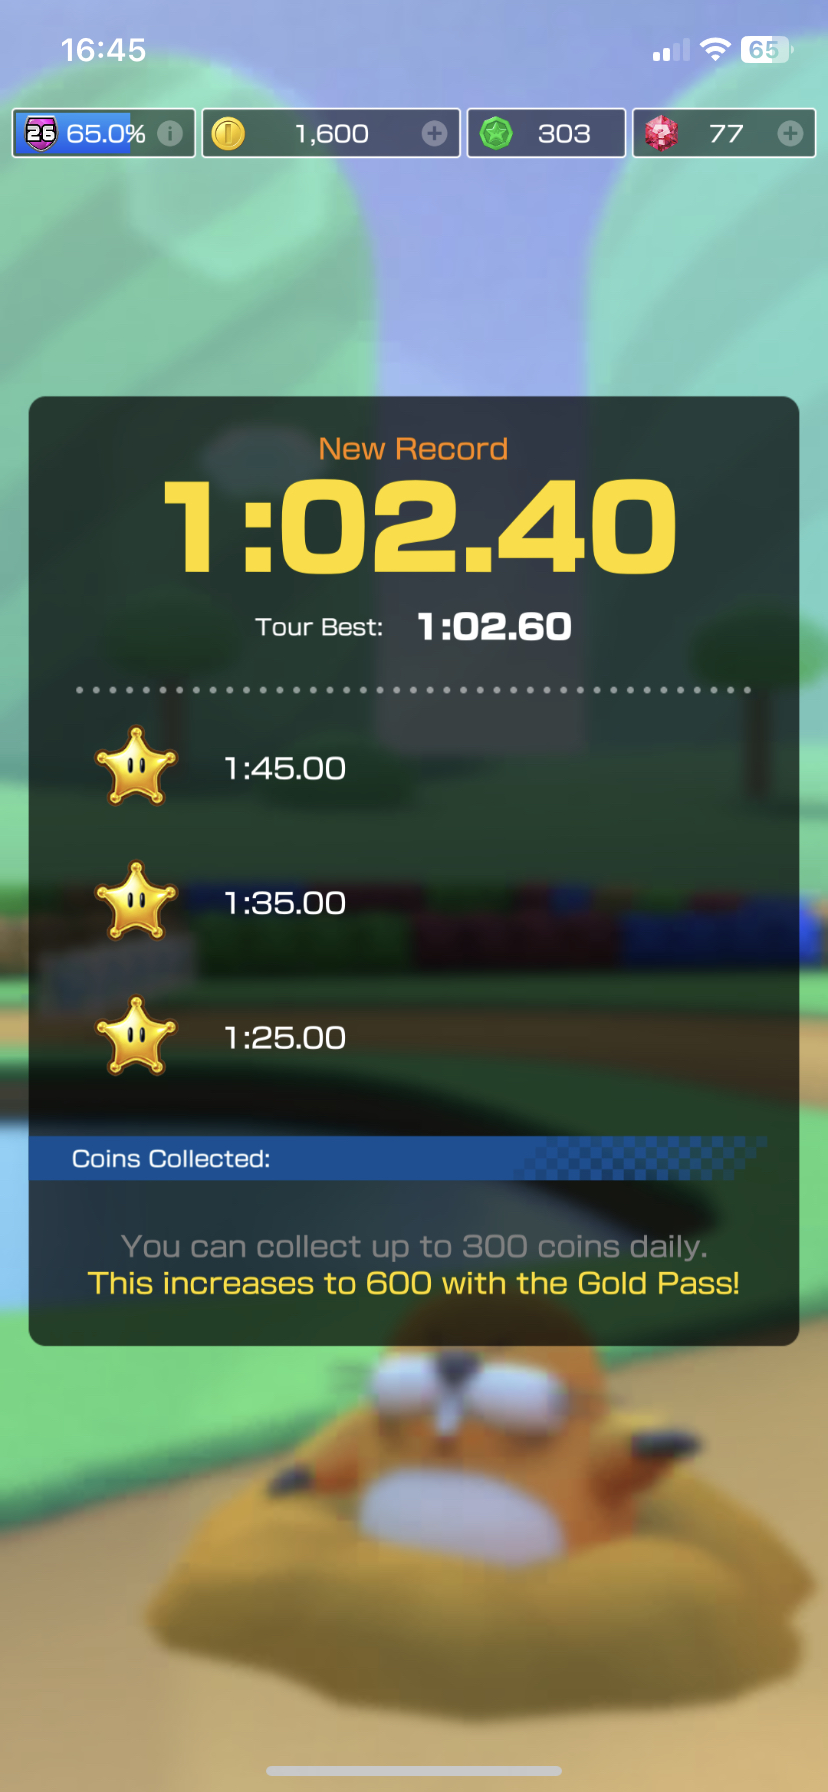 16:45
65
26 65.0% i 1,600 + 303 77 +
New Record
1:02.40
Tour Best: 1:02.60
1:45.00
1:35.00
1:25.00
Coins Collected:
You can collect up to 300 coins daily.
This increases to 600 with the Gold Pass!